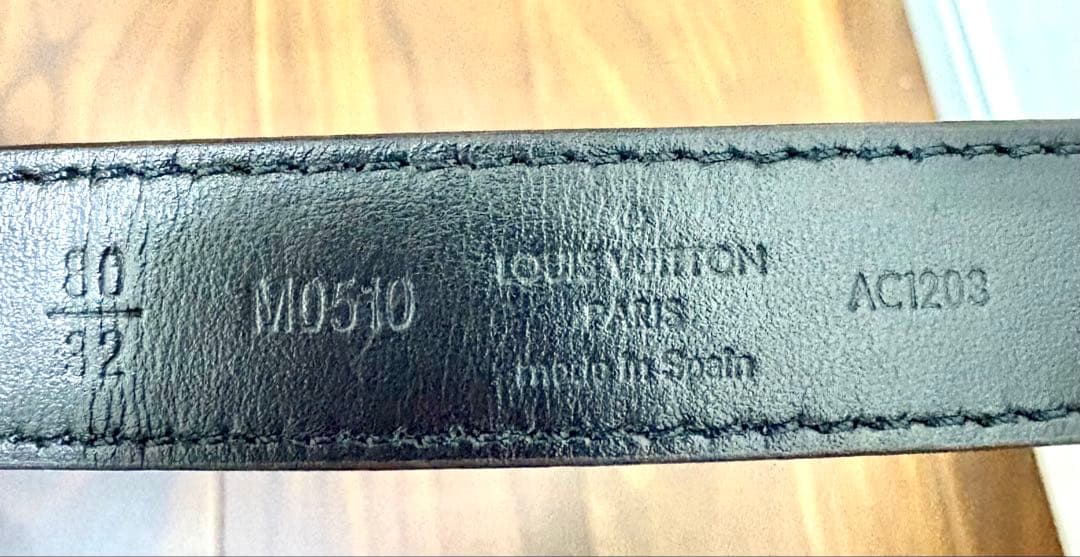 80
32
M0510
LOUIS VUITTON
PARIS
made in Spain
AC1203